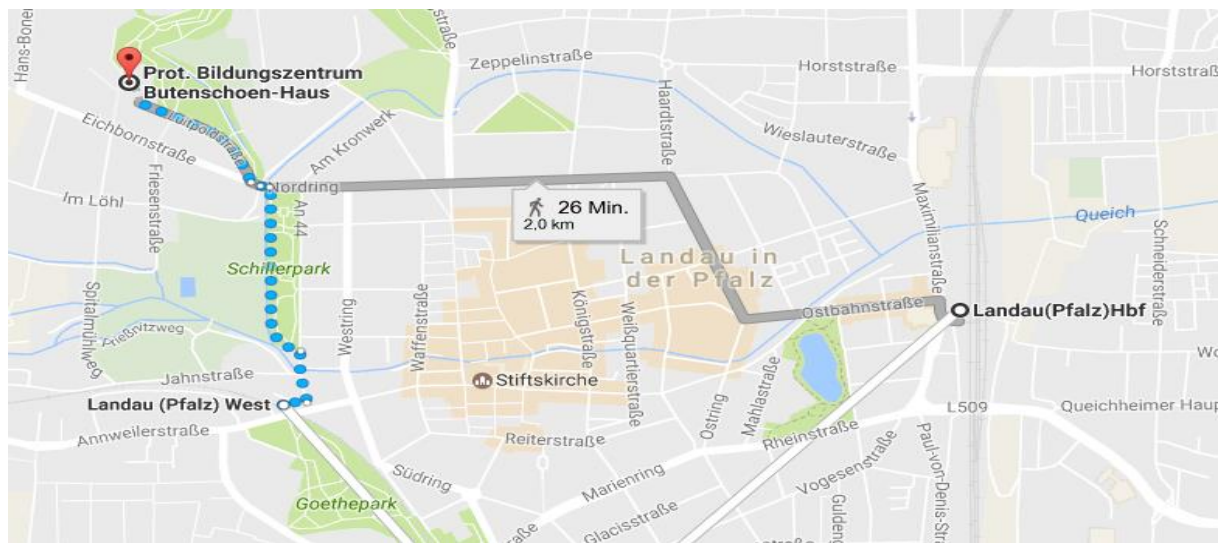 Hans-Bone
Prot. Bildungszentrum
Butenschoen-Haus
Zeppelinstraße
Horststraße
Horststraße
Haardtstraße
Wieslauterstraße
Eichbornstraße
Luitpoldstraße
Am Kronwerk
Friesenstraße
Nordring
Im Löhl
An 44
26 Min.
2,0 km
Maximilianstraße
Queich
Schneiderstraße
Schillerpark
Landau in
der Pfalz
Spitalmühlweg
Westring
Waffenstraße
Königstraße
Weißquartierstraße
Ostbahnstraße
Landau(Pfalz)Hbf
Jahnstraße
Stiftskirche
Mahlastraße
Landau (Pfalz) West
L509
Queichheimer Haup
Annweilerstraße
Reiterstraße
Ostring
Rheinstraße
Südring
Marienring
Vogesenstraße
Paul-von-Denis-Stra
Goethepark
Glacisstraße
Guldeng